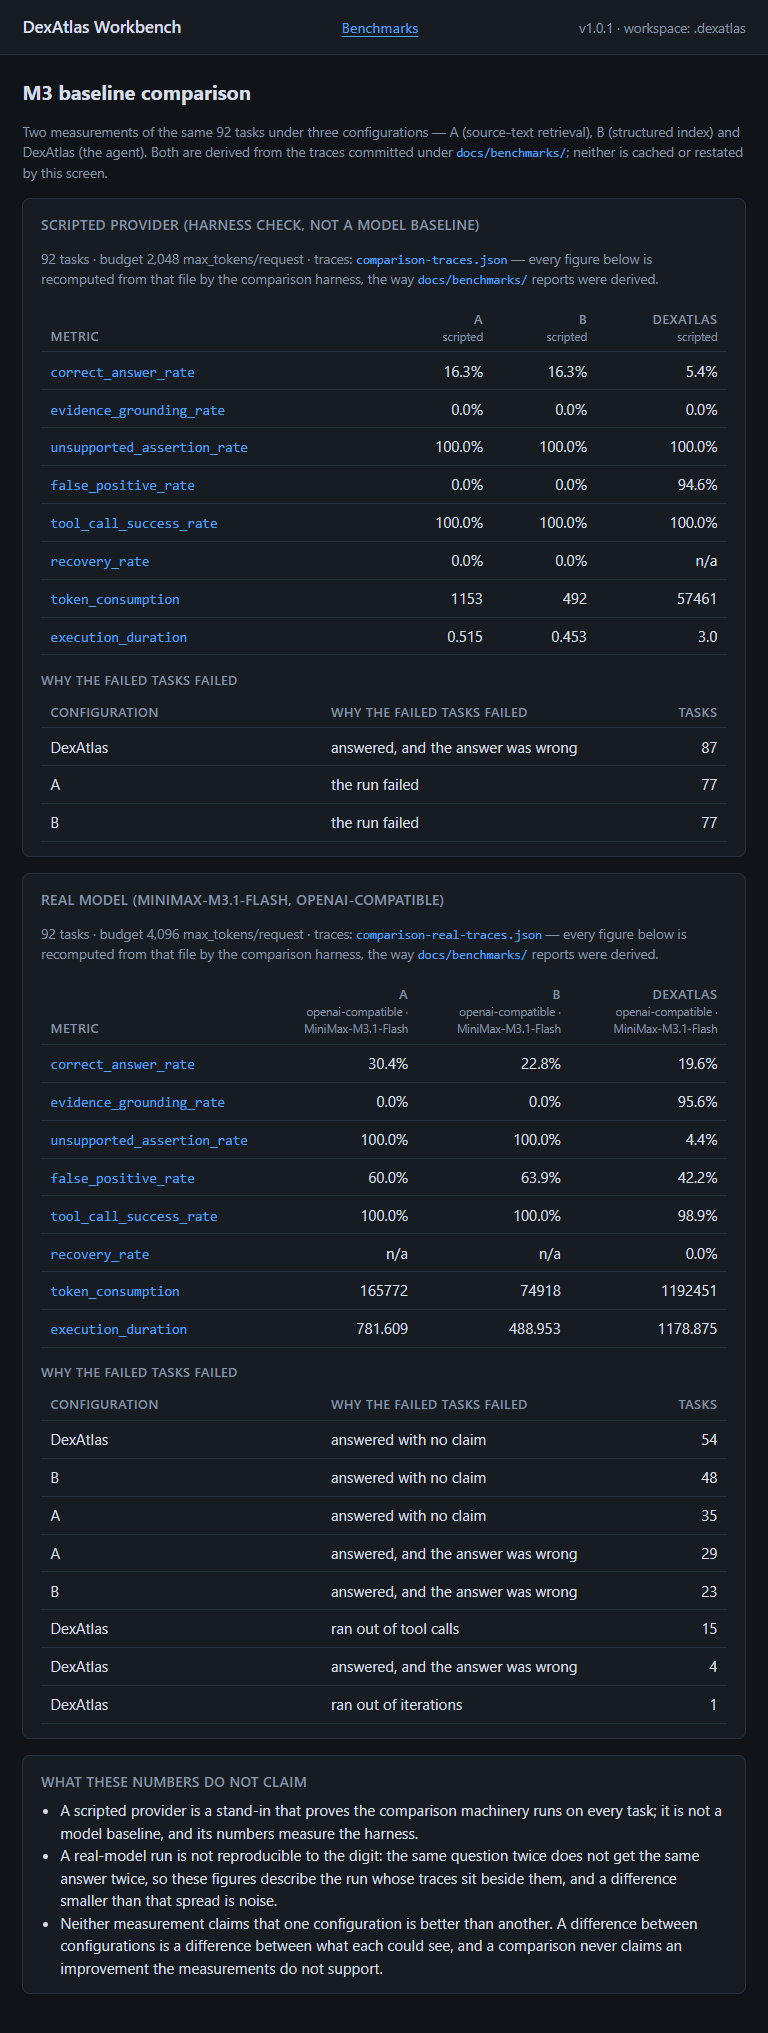 DexAtlas Workbench
Benchmarks
v1.0.1 · workspace: .dexatlas
M3 baseline comparison
Two measurements of the same 92 tasks under three configurations — A (source-text retrieval), B (structured index) and
DexAtlas (the agent). Both are derived from the traces committed under docs/benchmarks/; neither is cached or restated
by this screen.
SCRIPTED PROVIDER (HARNESS CHECK, NOT A MODEL BASELINE)
92 tasks · budget 2,048 max_tokens/request · traces: comparison-traces.json — every figure below is
recomputed from that file by the comparison harness, the way docs/benchmarks/ reports were derived.
A B DEXATLAS
METRIC scripted scripted scripted
correct_answer_rate 16.3% 16.3% 5.4%
evidence_grounding_rate 0.0% 0.0% 0.0%
unsupported_assertion_rate 100.0% 100.0% 100.0%
false_positive_rate 0.0% 0.0% 94.6%
tool_call_success_rate 100.0% 100.0% 100.0%
recovery_rate 0.0% 0.0% n/a
token_consumption 1153 492 57461
execution_duration 0.515 0.453 3.0
WHY THE FAILED TASKS FAILED
CONFIGURATION WHY THE FAILED TASKS FAILED TASKS
DexAtlas answered, and the answer was wrong 87
A the run failed 77
B the run failed 77
REAL MODEL (MINIMAX-M3.1-FLASH, OPENAI-COMPATIBLE)
92 tasks · budget 4,096 max_tokens/request · traces: comparison-real-traces.json — every figure below is
recomputed from that file by the comparison harness, the way docs/benchmarks/ reports were derived.
A B DEXATLAS
openai-compatible · openai-compatible · openai-compatible ·
METRIC MiniMax-M3.1-Flash MiniMax-M3.1-Flash MiniMax-M3.1-Flash
correct_answer_rate 30.4% 22.8% 19.6%
evidence_grounding_rate 0.0% 0.0% 95.6%
unsupported_assertion_rate 100.0% 100.0% 4.4%
false_positive_rate 60.0% 63.9% 42.2%
tool_call_success_rate 100.0% 100.0% 98.9%
recovery_rate n/a n/a 0.0%
token_consumption 165772 74918 1192451
execution_duration 781.609 488.953 1178.875
WHY THE FAILED TASKS FAILED
CONFIGURATION WHY THE FAILED TASKS FAILED TASKS
DexAtlas answered with no claim 54
B answered with no claim 48
A answered with no claim 35
A answered, and the answer was wrong 29
B answered, and the answer was wrong 23
DexAtlas ran out of tool calls 15
DexAtlas answered, and the answer was wrong 4
DexAtlas ran out of iterations 1
WHAT THESE NUMBERS DO NOT CLAIM
• A scripted provider is a stand-in that proves the comparison machinery runs on every task; it is not a
model baseline, and its numbers measure the harness.
• A real-model run is not reproducible to the digit: the same question twice does not get the same
answer twice, so these figures describe the run whose traces sit beside them, and a difference
smaller than that spread is noise.
• Neither measurement claims that one configuration is better than another. A difference between
configurations is a difference between what each could see, and a comparison never claims an
improvement the measurements do not support.